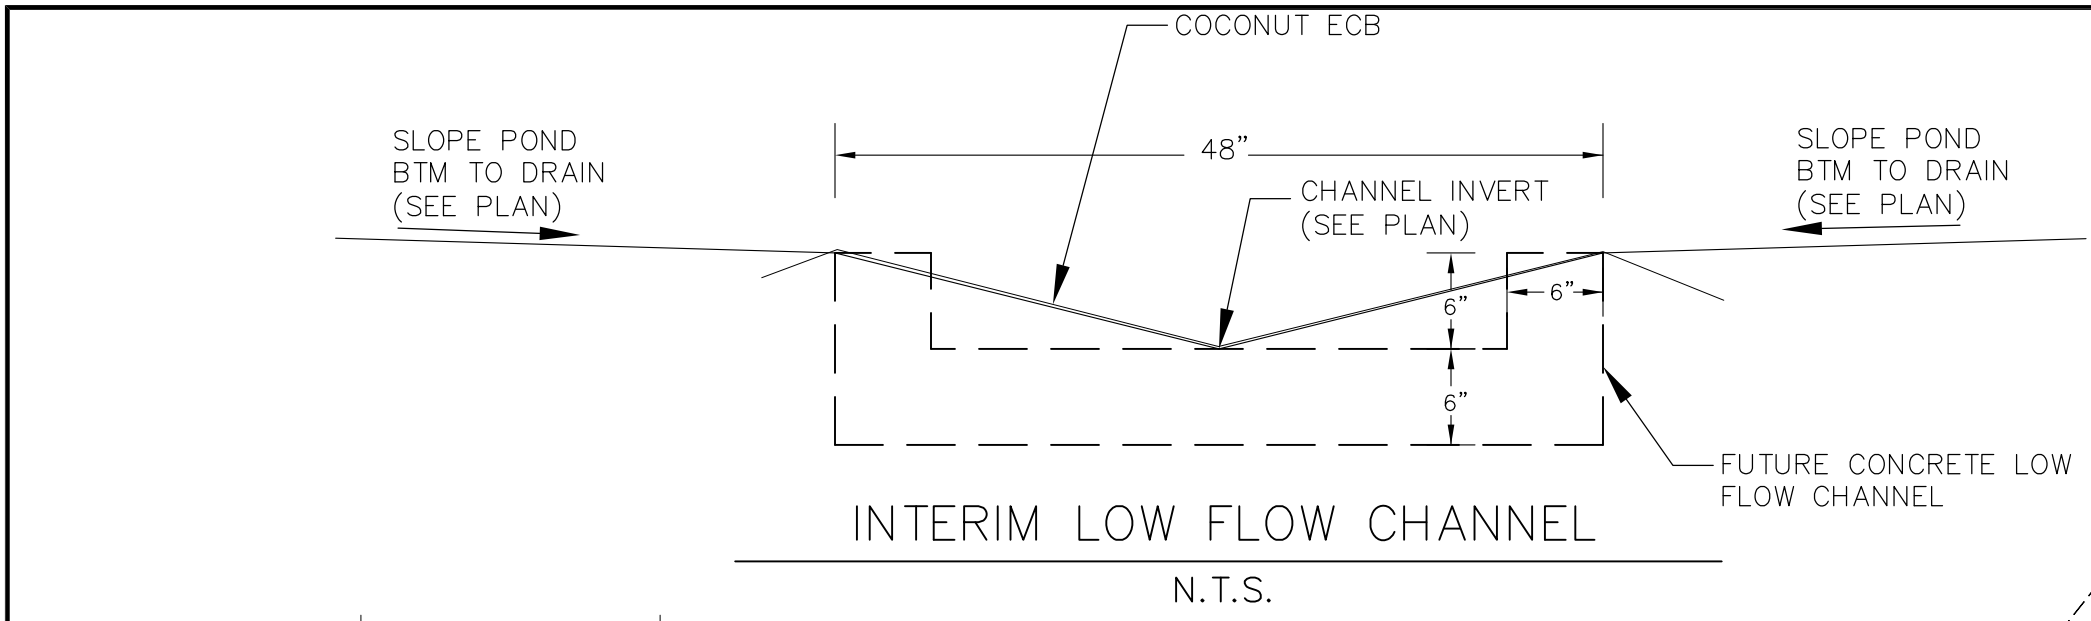 COCONUT ECB
SLOPE POND
BTM TO DRAIN
(SEE PLAN)
48”
CHANNEL INVERT
(SEE PLAN)
SLOPE POND
BTM TO DRAIN
(SEE PLAN)
6”
6”
6”
FUTURE CONCRETE LOW
FLOW CHANNEL
INTERIM LOW FLOW CHANNEL
N.T.S.